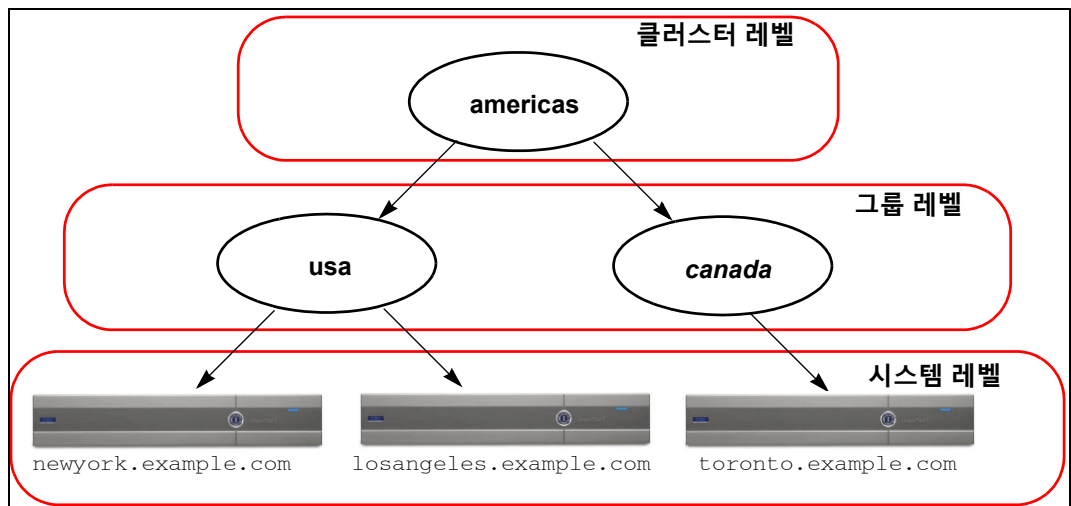 클러스터 레벨
americas
그룹 레벨
usa
canada
시스템 레벨
newyork.example.com
losangeles.example.com
toronto.example.com